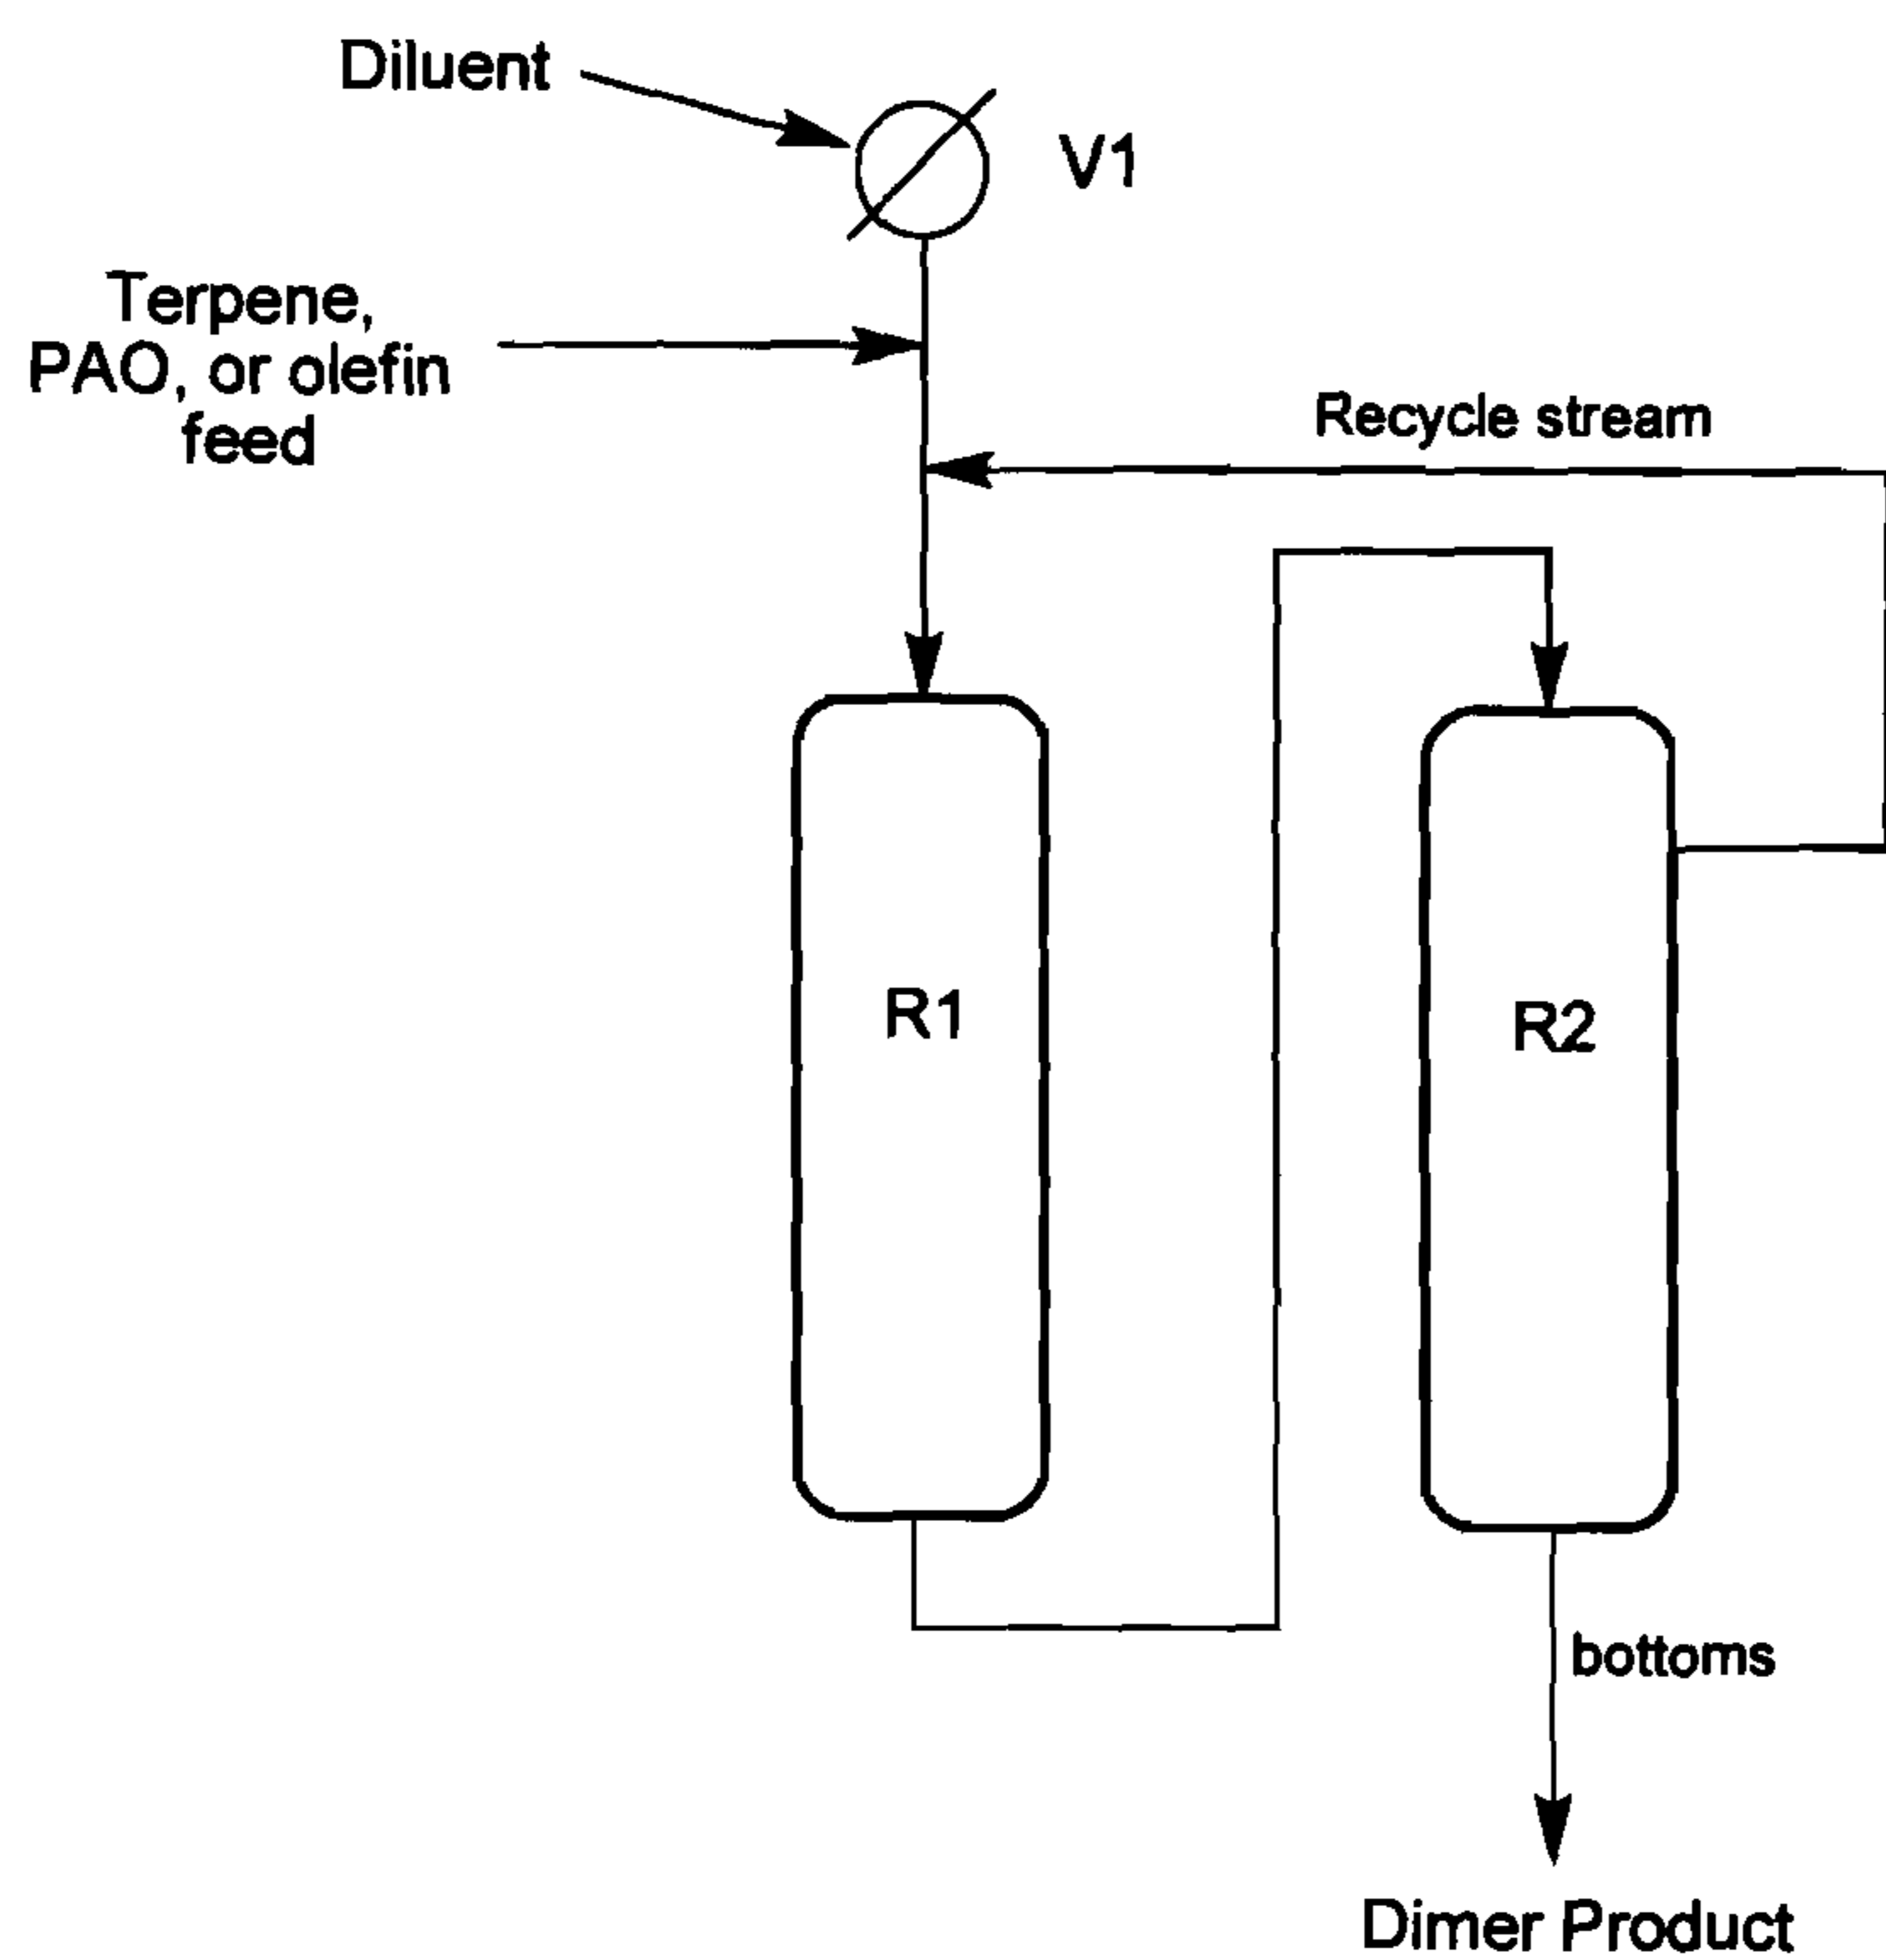 Diluent
V1
Terpene,
PAO, or olefin
feed
Recycle stream
R1
R2
bottoms
Dimer Product